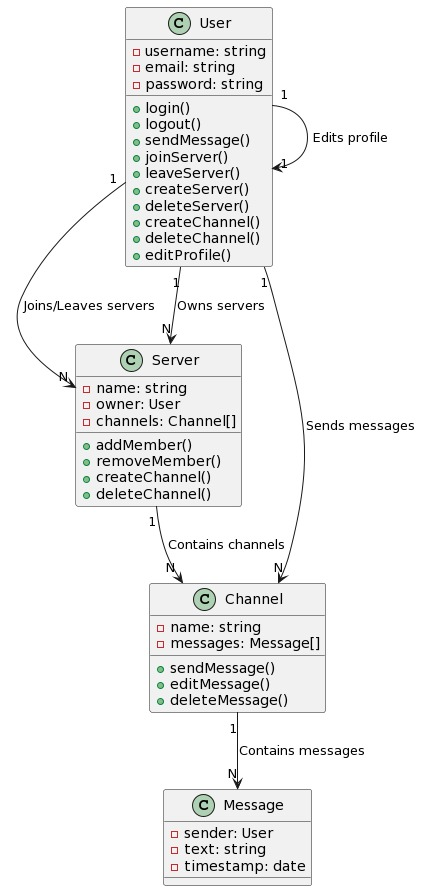 C User
username: string
email: string
password: string
login()
logout()
sendMessage()
joinServer()
leaveServer()
createServer()
deleteServer()
createChannel()
deleteChannel()
editProfile()
1
1
Edits profile
1
N
Joins/Leaves servers
1
N
Owns servers
1
N
Sends messages
C Server
name: string
owner: User
channels: Channel[]
addMember()
removeMember()
createChannel()
deleteChannel()
1
N
Contains channels
C Channel
name: string
messages: Message[]
sendMessage()
editMessage()
deleteMessage()
1
N
Contains messages
C Message
sender: User
text: string
timestamp: date